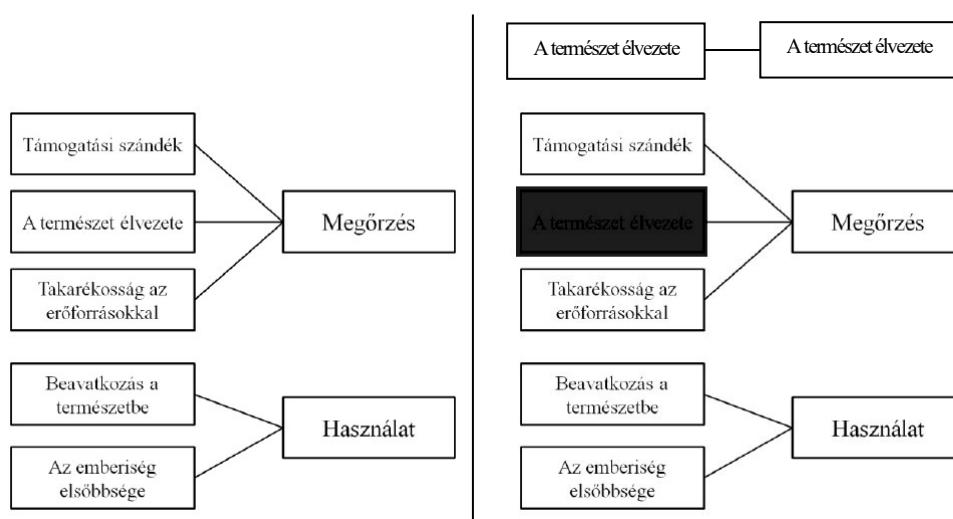 Támogatási szándék
A természet élvezete
Takarékosság az
erőforrásokkal
Megőrzés
Beavatkozás a
természetbe
Az emberiség
elsőbbsége
Használat
A természet élvezete
A természet élvezete
Támogatási szándék
A természet élvezete
Takarékosság az
erőforrásokkal
Megőrzés
Beavatkozás a
természetbe
Az emberiség
elsőbbsége
Használat